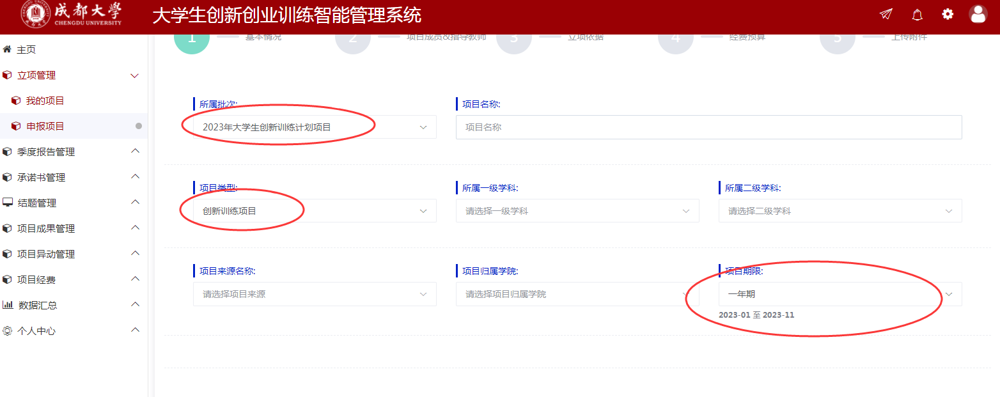 成都大學
CHENGDU UNIVERSITY
大学生创新创业训练智能管理系统
主页
立项管理
我的项目
申报项目
季度报告管理
承诺书管理
结题管理
项目成果管理
项目异动管理
项目经费
数据汇总
个人中心
1 基本情况 2 项目成员&指导教师 3 立项依据 4 经费预算 5 上传附件
所属批次: 项目名称:
2023年大学生创新训练计划项目 项目名称
项目类型: 所属一级学科: 所属二级学科:
创新训练项目 请选择一级学科 请选择二级学科
项目来源名称: 项目归属学院: 项目期限:
请选择项目来源 请选择项目归属学院 一年期
2023-01 至 2023-11